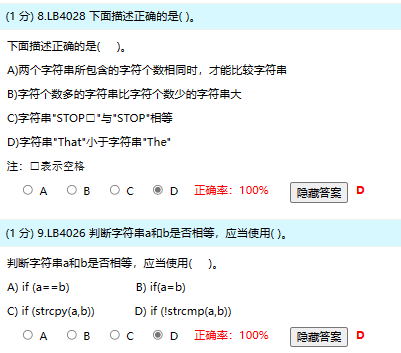 (1 分) 8.LB4028 下面描述正确的是( )。
下面描述正确的是(     )。
A)两个字符串所包含的字符个数相同时，才能比较字符串
B)字符个数多的字符串比字符个数少的字符串大
C)字符串"STOP□"与"STOP"相等
D)字符串"That"小于字符串"The"
注：□表示空格
A B C D 正确率：100% 隐藏答案 D
(1 分) 9.LB4026 判断字符串a和b是否相等，应当使用( )。
判断字符串a和b是否相等，应当使用(     )。
A) if (a==b) B) if(a=b)
C) if (strcpy(a,b)) D) if (!strcmp(a,b))
A B C D 正确率：100% 隐藏答案 D